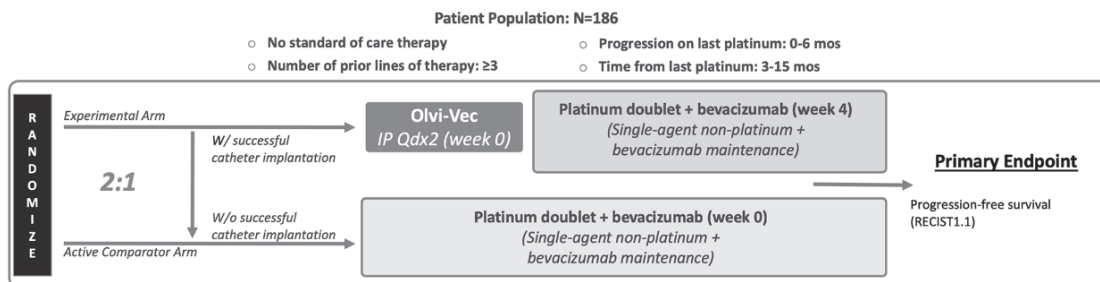 Patient Population: N=186
○ No standard of care therapy
○ Number of prior lines of therapy: ≥3
○ Progression on last platinum: 0-6 mos
○ Time from last platinum: 3-15 mos
RANDOMIZE
Experimental Arm
W/ successful
catheter implantation
2:1
W/o successful
catheter implantation
Active Comparator Arm
Olvi-Vec
IP Qdx2 (week 0)
Platinum doublet + bevacizumab (week 4)
(Single-agent non-platinum +
bevacizumab maintenance)
Platinum doublet + bevacizumab (week 0)
(Single-agent non-platinum +
bevacizumab maintenance)
Primary Endpoint
Progression-free survival
(RECIST1.1)